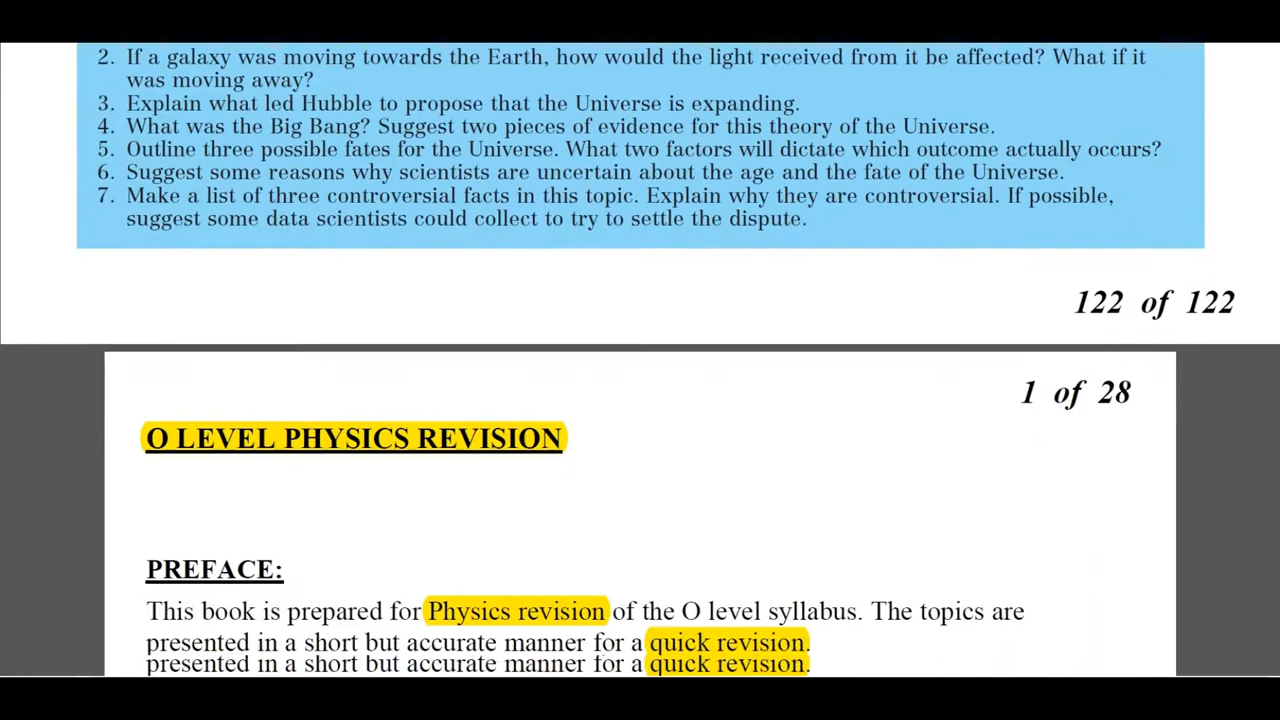 2. If a galaxy was moving towards the Earth, how would the light received from it be affected? What if it
was moving away?
3. Explain what led Hubble to propose that the Universe is expanding.
4. What was the Big Bang? Suggest two pieces of evidence for this theory of the Universe.
5. Outline three possible fates for the Universe. What two factors will dictate which outcome actually occurs?
6. Suggest some reasons why scientists are uncertain about the age and the fate of the Universe.
7. Make a list of three controversial facts in this topic. Explain why they are controversial. If possible,
suggest some data scientists could collect to try to settle the dispute.
122 of 122
1 of 28
O LEVEL PHYSICS REVISION
PREFACE:
This book is prepared for Physics revision of the O level syllabus. The topics are
presented in a short but accurate manner for a quick revision.
presented in a short but accurate manner for a quick revision.